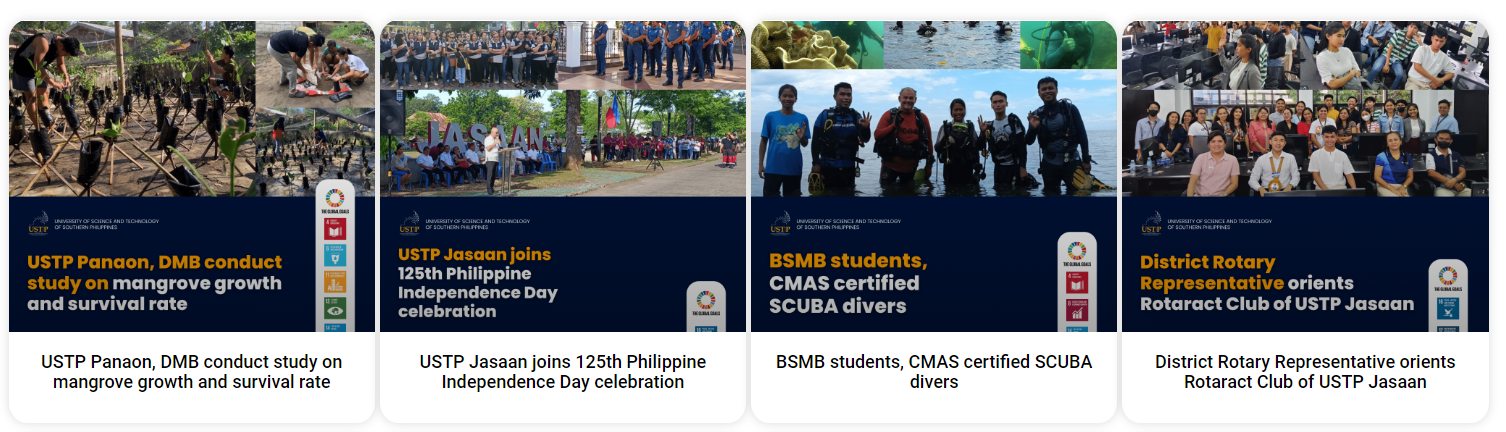 UNIVERSITY OF SCIENCE AND TECHNOLOGY
OF SOUTHERN PHILIPPINES
USTP
THE GLOBAL GOALS
USTP Panaon, DMB conduct
study on mangrove growth
and survival rate
USTP Panaon, DMB conduct study on
mangrove growth and survival rate
JASAAN
UNIVERSITY OF SCIENCE AND TECHNOLOGY
OF SOUTHERN PHILIPPINES
USTP
USTP Jasaan joins
125th Philippine
Independence Day
celebration
THE GLOBAL GOALS
USTP Jasaan joins 125th Philippine
Independence Day celebration
UNIVERSITY OF SCIENCE AND TECHNOLOGY
OF SOUTHERN PHILIPPINES
USTP
BSMB students,
CMAS certified
SCUBA divers
THE GLOBAL GOALS
BSMB students, CMAS certified SCUBA
divers
UNIVERSITY OF SCIENCE AND TECHNOLOGY
OF SOUTHERN PHILIPPINES
USTP
District Rotary
Representative orients
Rotaract Club of USTP Jasaan
THE GLOBAL GOALS
District Rotary Representative orients
Rotaract Club of USTP Jasaan